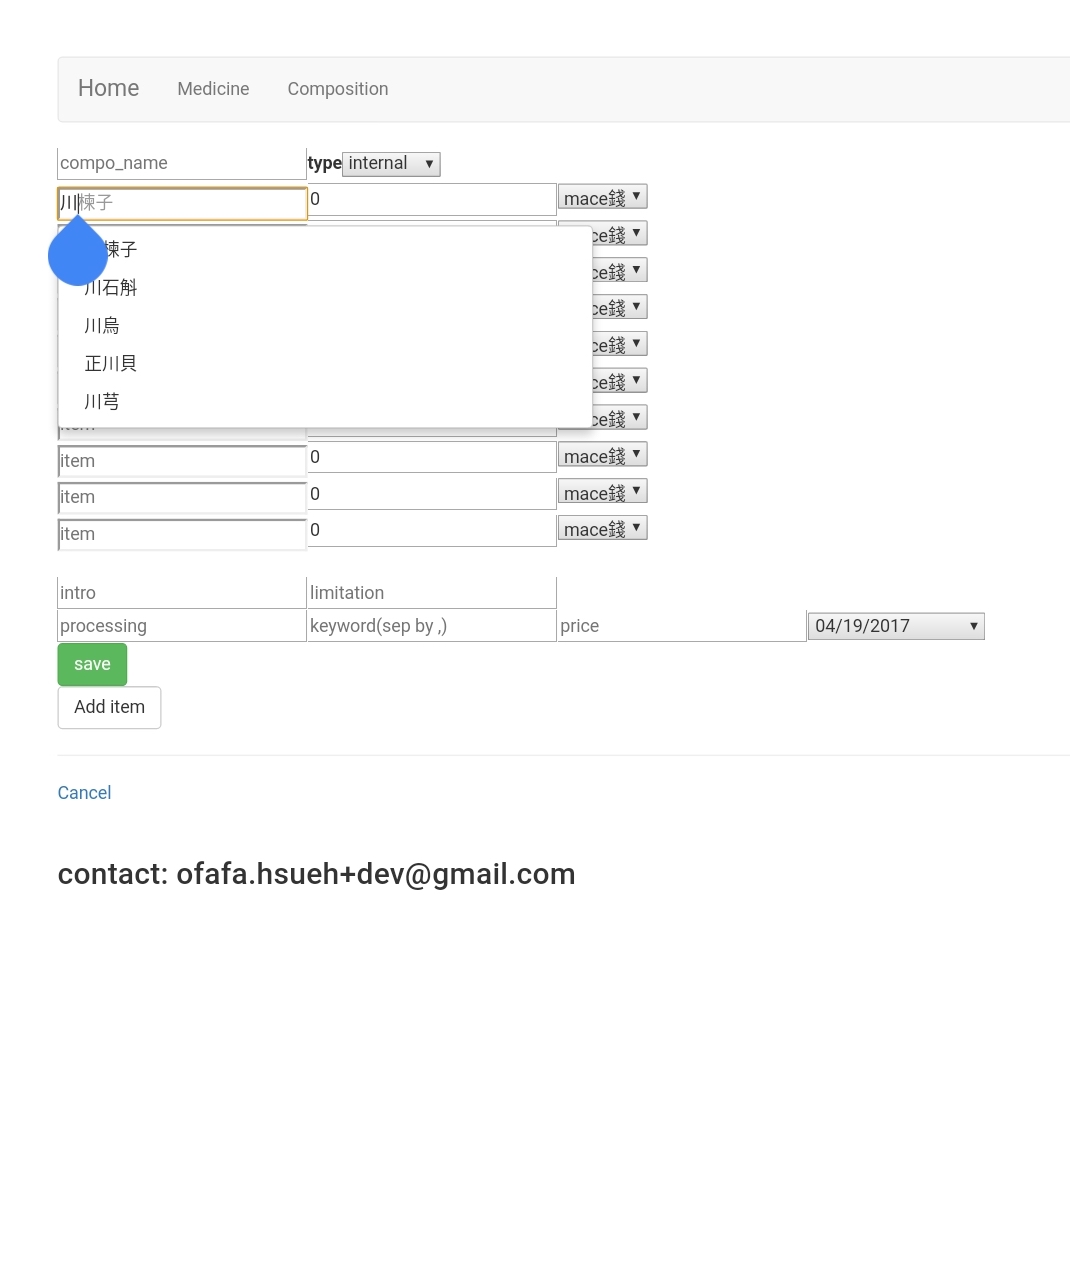 Home Medicine Composition
compo_name type internal
川楝子 0 mace錢
楝子 ce錢
川石斛 ce錢
川烏 ce錢
正川貝 ce錢
川芎 ce錢
item ce錢
item 0 mace錢
item 0 mace錢
item 0 mace錢
intro limitation
processing keyword(sep by ,) price 04/19/2017
save
Add item
Cancel
contact: ofafa.hsueh+dev@gmail.com